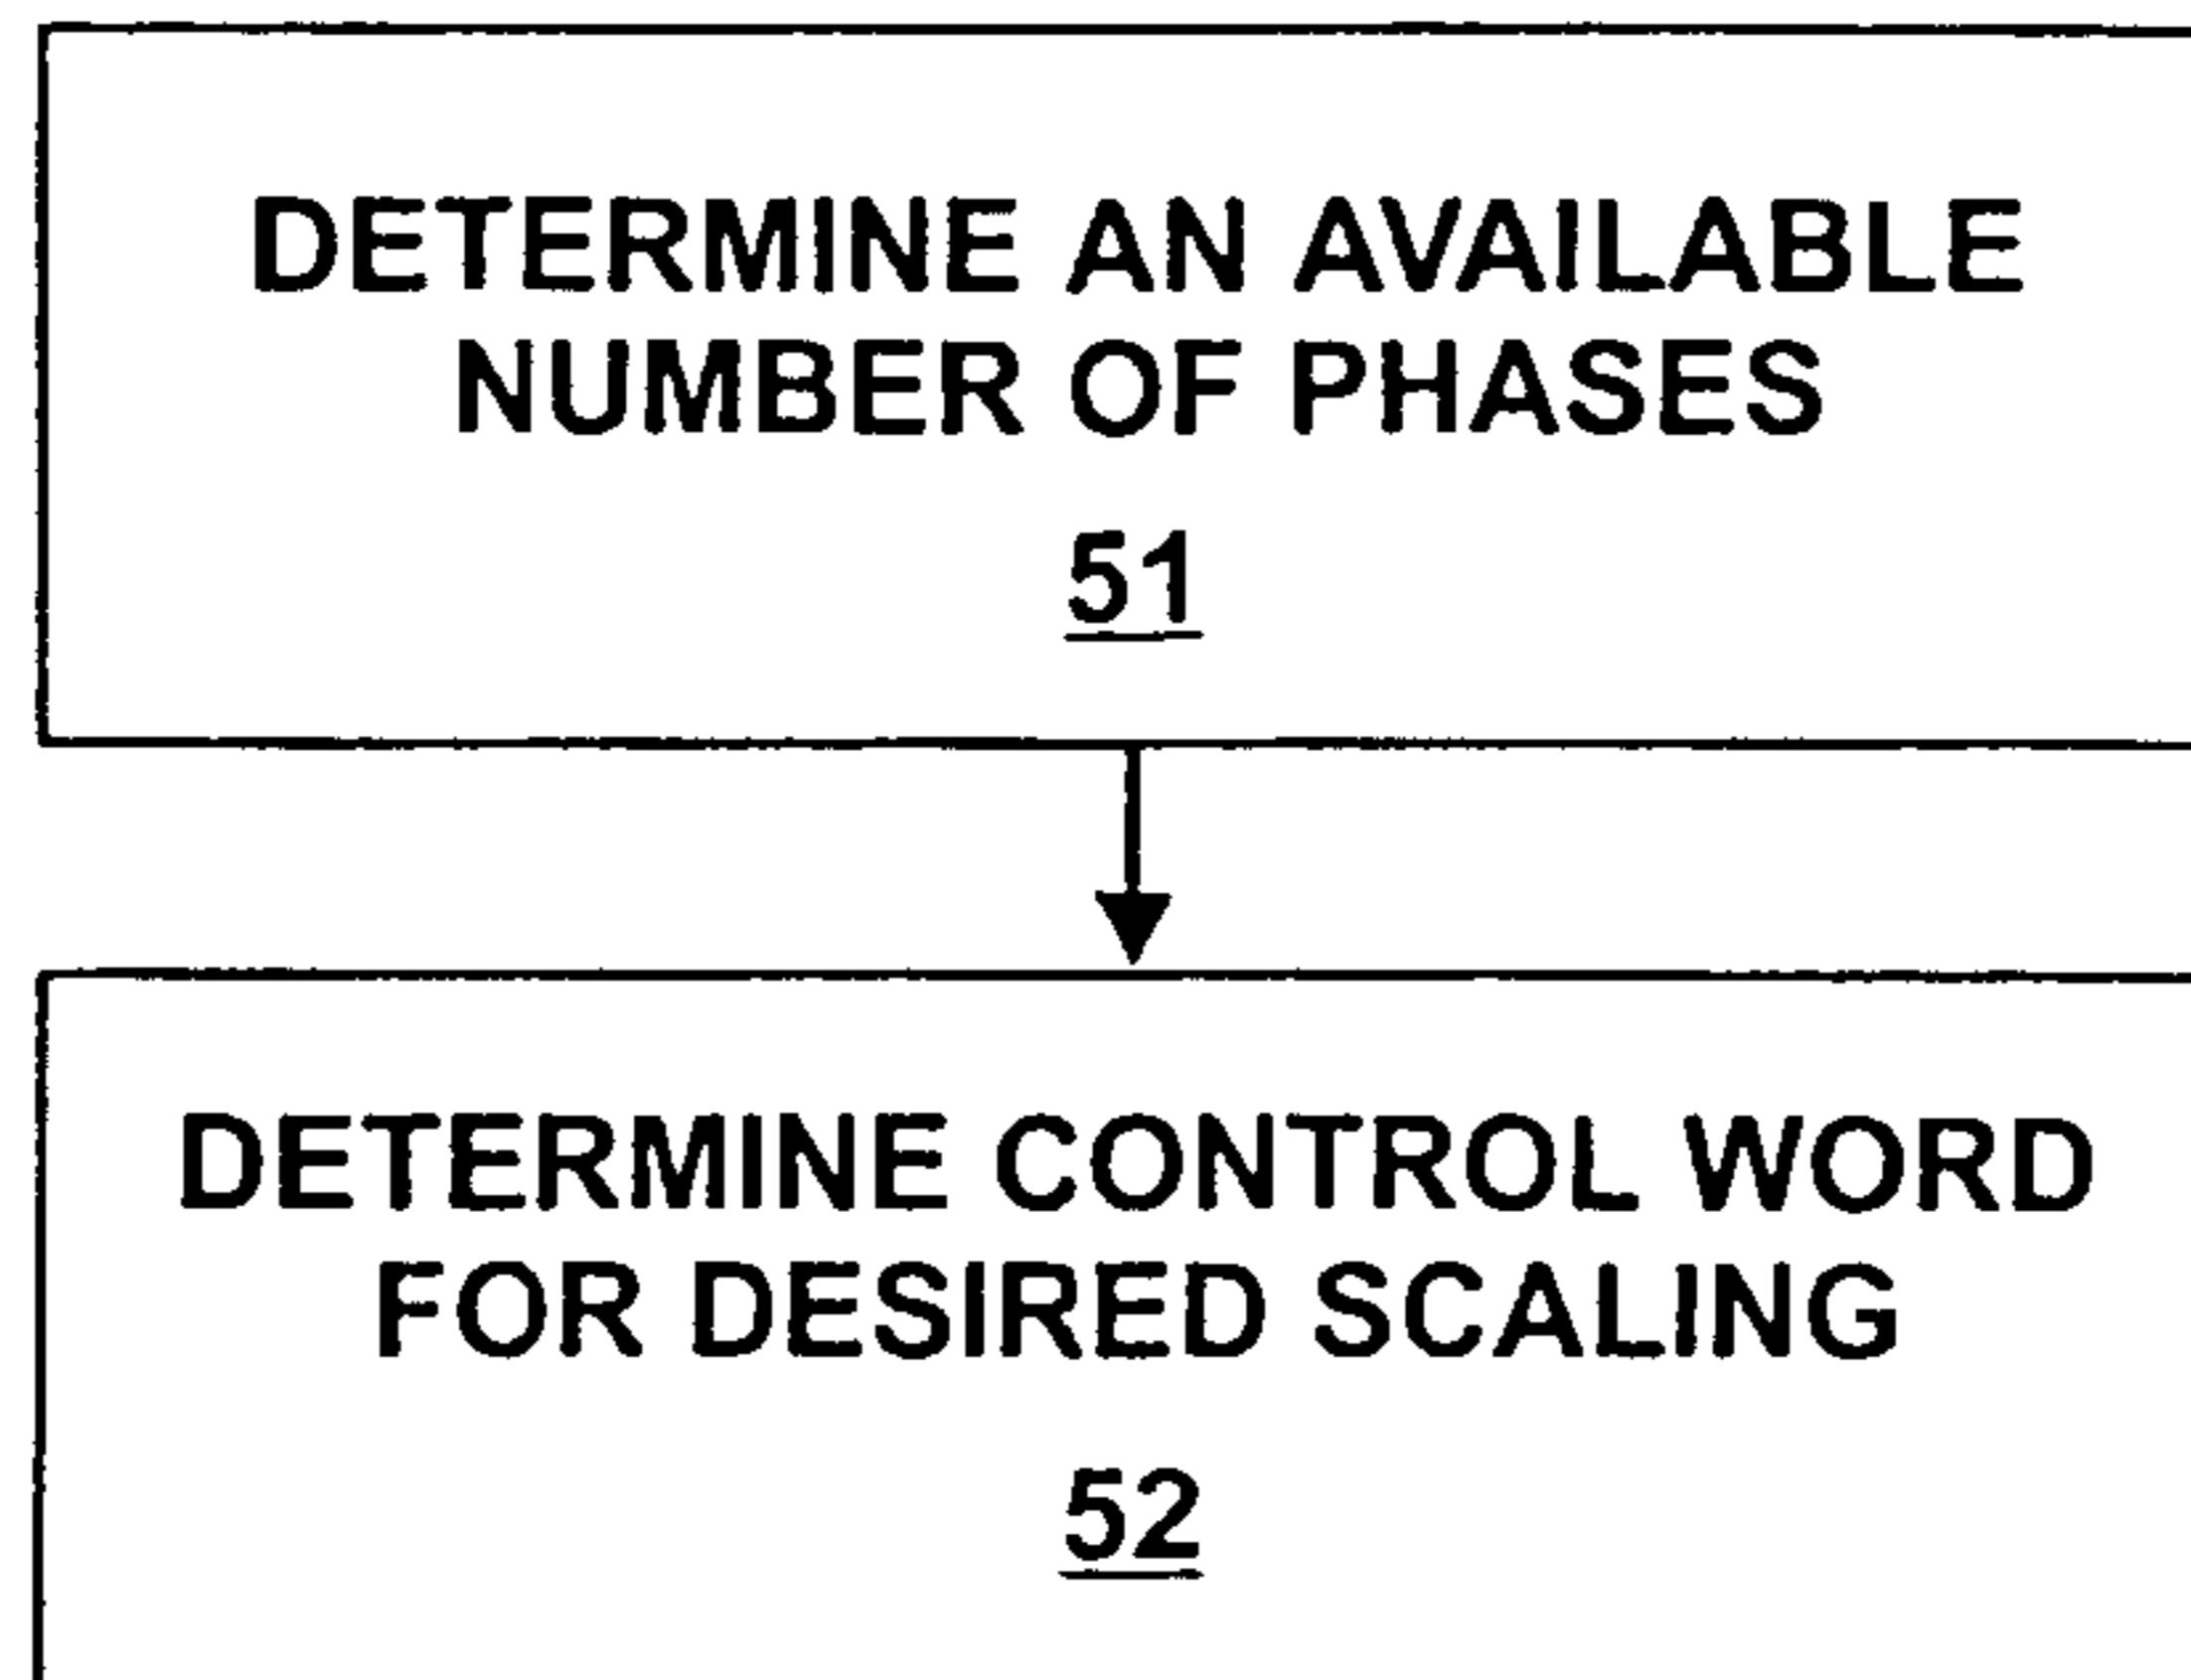 DETERMINE AN AVAILABLE
NUMBER OF PHASES
51
DETERMINE CONTROL WORD
FOR DESIRED SCALING
52